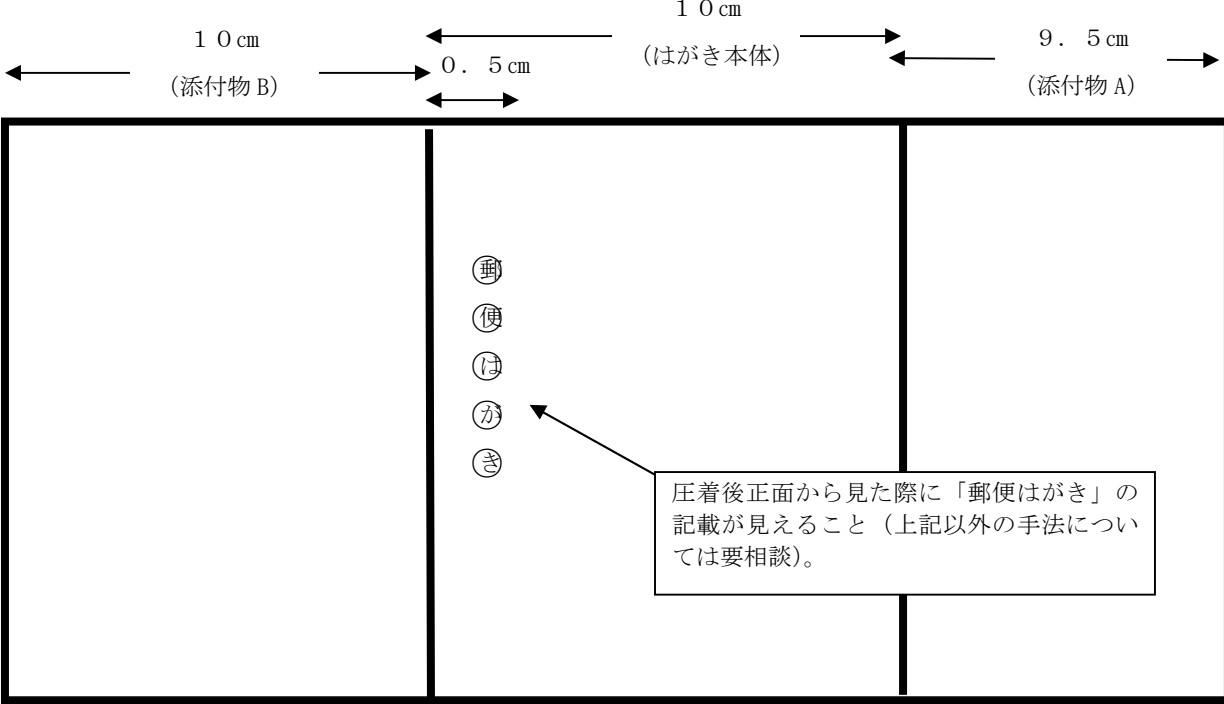 １０㎝
（添付物 B）
０．５㎝
１０㎝
（はがき本体）
９．５㎝
（添付物 A）
郵
便
は
が
き
圧着後正面から見た際に「郵便はがき」の
記載が見えること（上記以外の手法につい
ては要相談）。